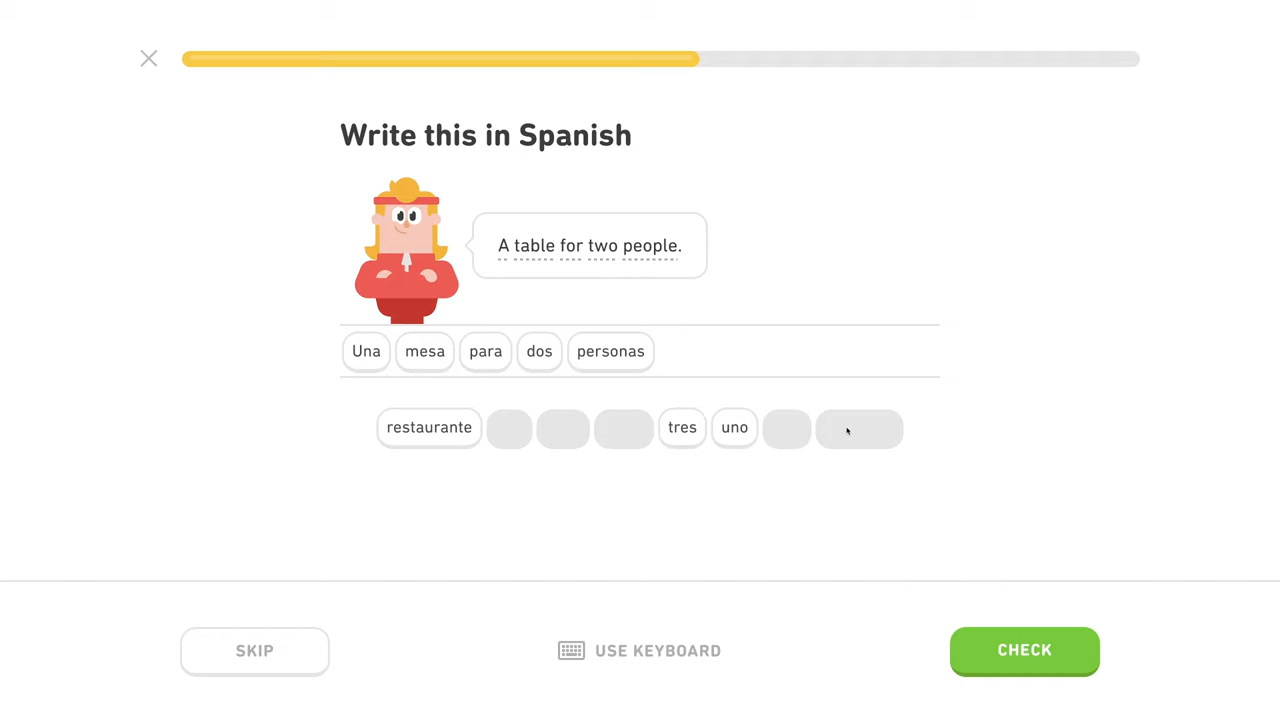 Write this in Spanish
A table for two people.
Una mesa para dos personas
restaurante tres uno
SKIP USE KEYBOARD CHECK